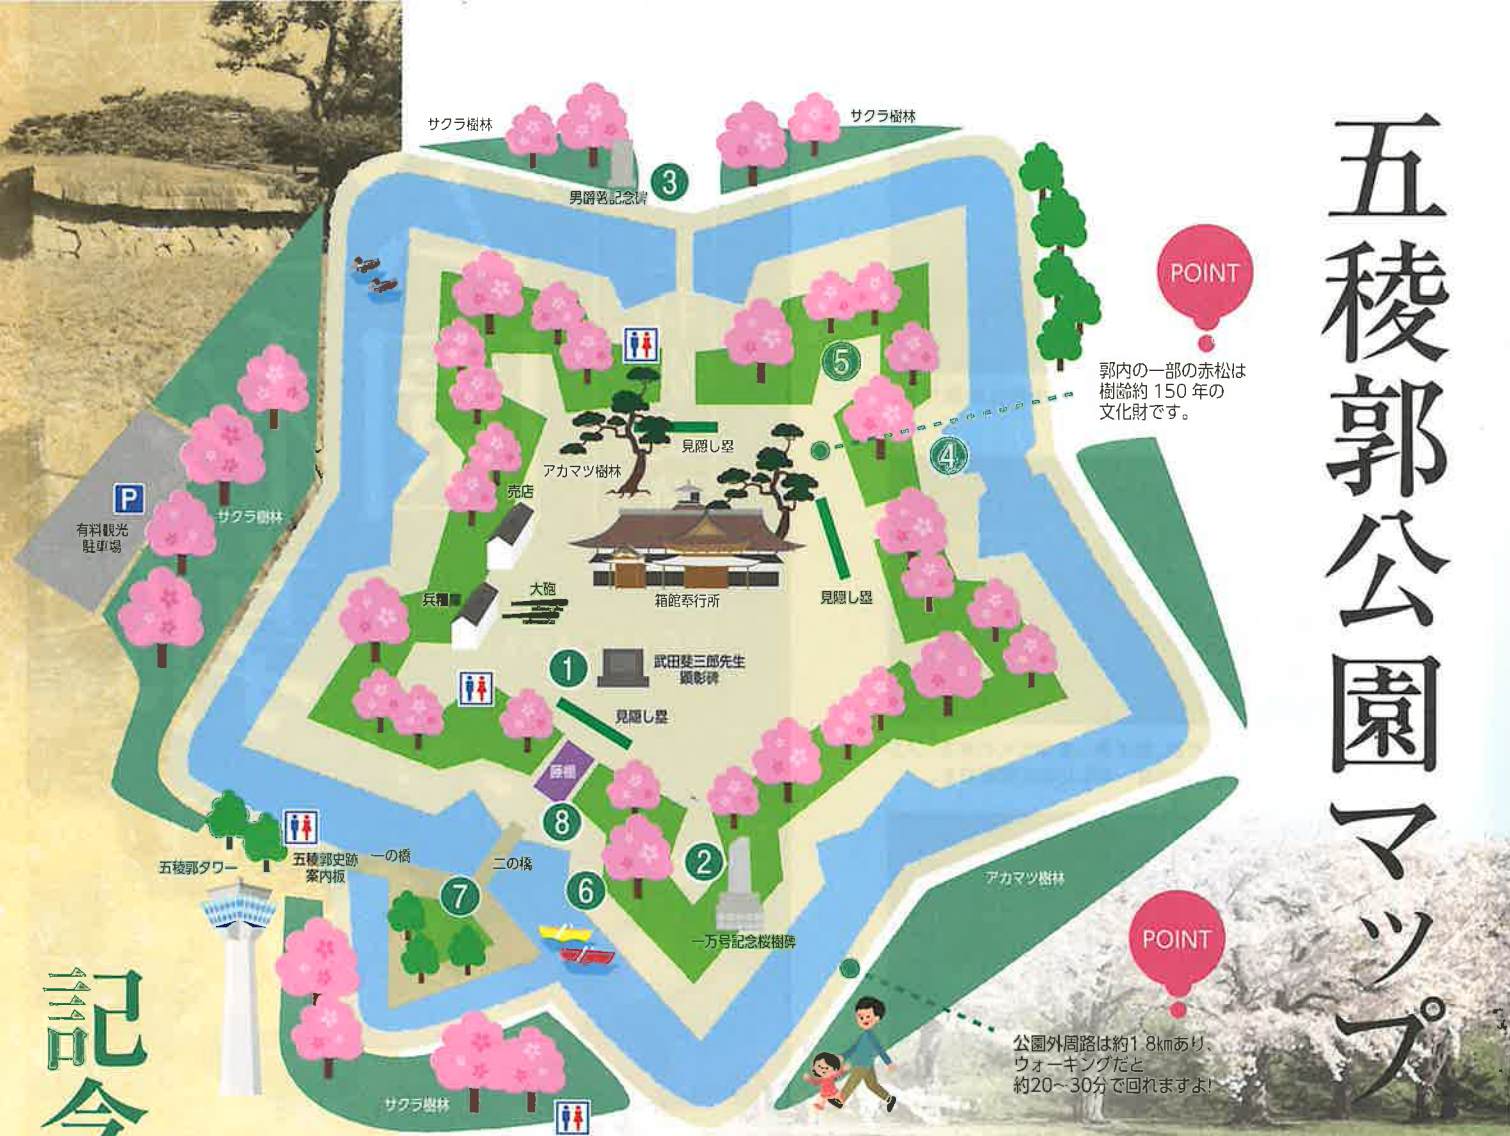 五稜郭公園マップ
サクラ樹林
サクラ樹林
男爵薯記念碑
3
POINT
郭内の一部の赤松は
樹齢約150年の
文化財です。
5
4
見隠し塁
アカマツ樹林
売店
P
有料観光
駐車場
サクラ樹林
大砲
箱館奉行所
見隠し塁
1
武田斐三郎先生
顕彰碑
見隠し塁
藤棚
8
2
五稜郭タワー
五稜郭史跡
案内板
一の橋
二の橋
7
6
一万号記念桜樹碑
アカマツ樹林
POINT
公園外周路は約1.8kmあり、
ウォーキングだと
約20〜30分で回れますよ!
サクラ樹林
記念